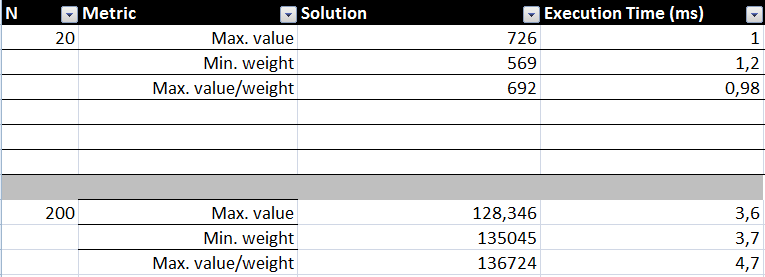 N Metric Solution Execution Time (ms)
20 Max. value 726 1
Min. weight 569 1,2
Max. value/weight 692 0,98
200 Max. value 128,346 3,6
Min. weight 135045 3,7
Max. value/weight 136724 4,7